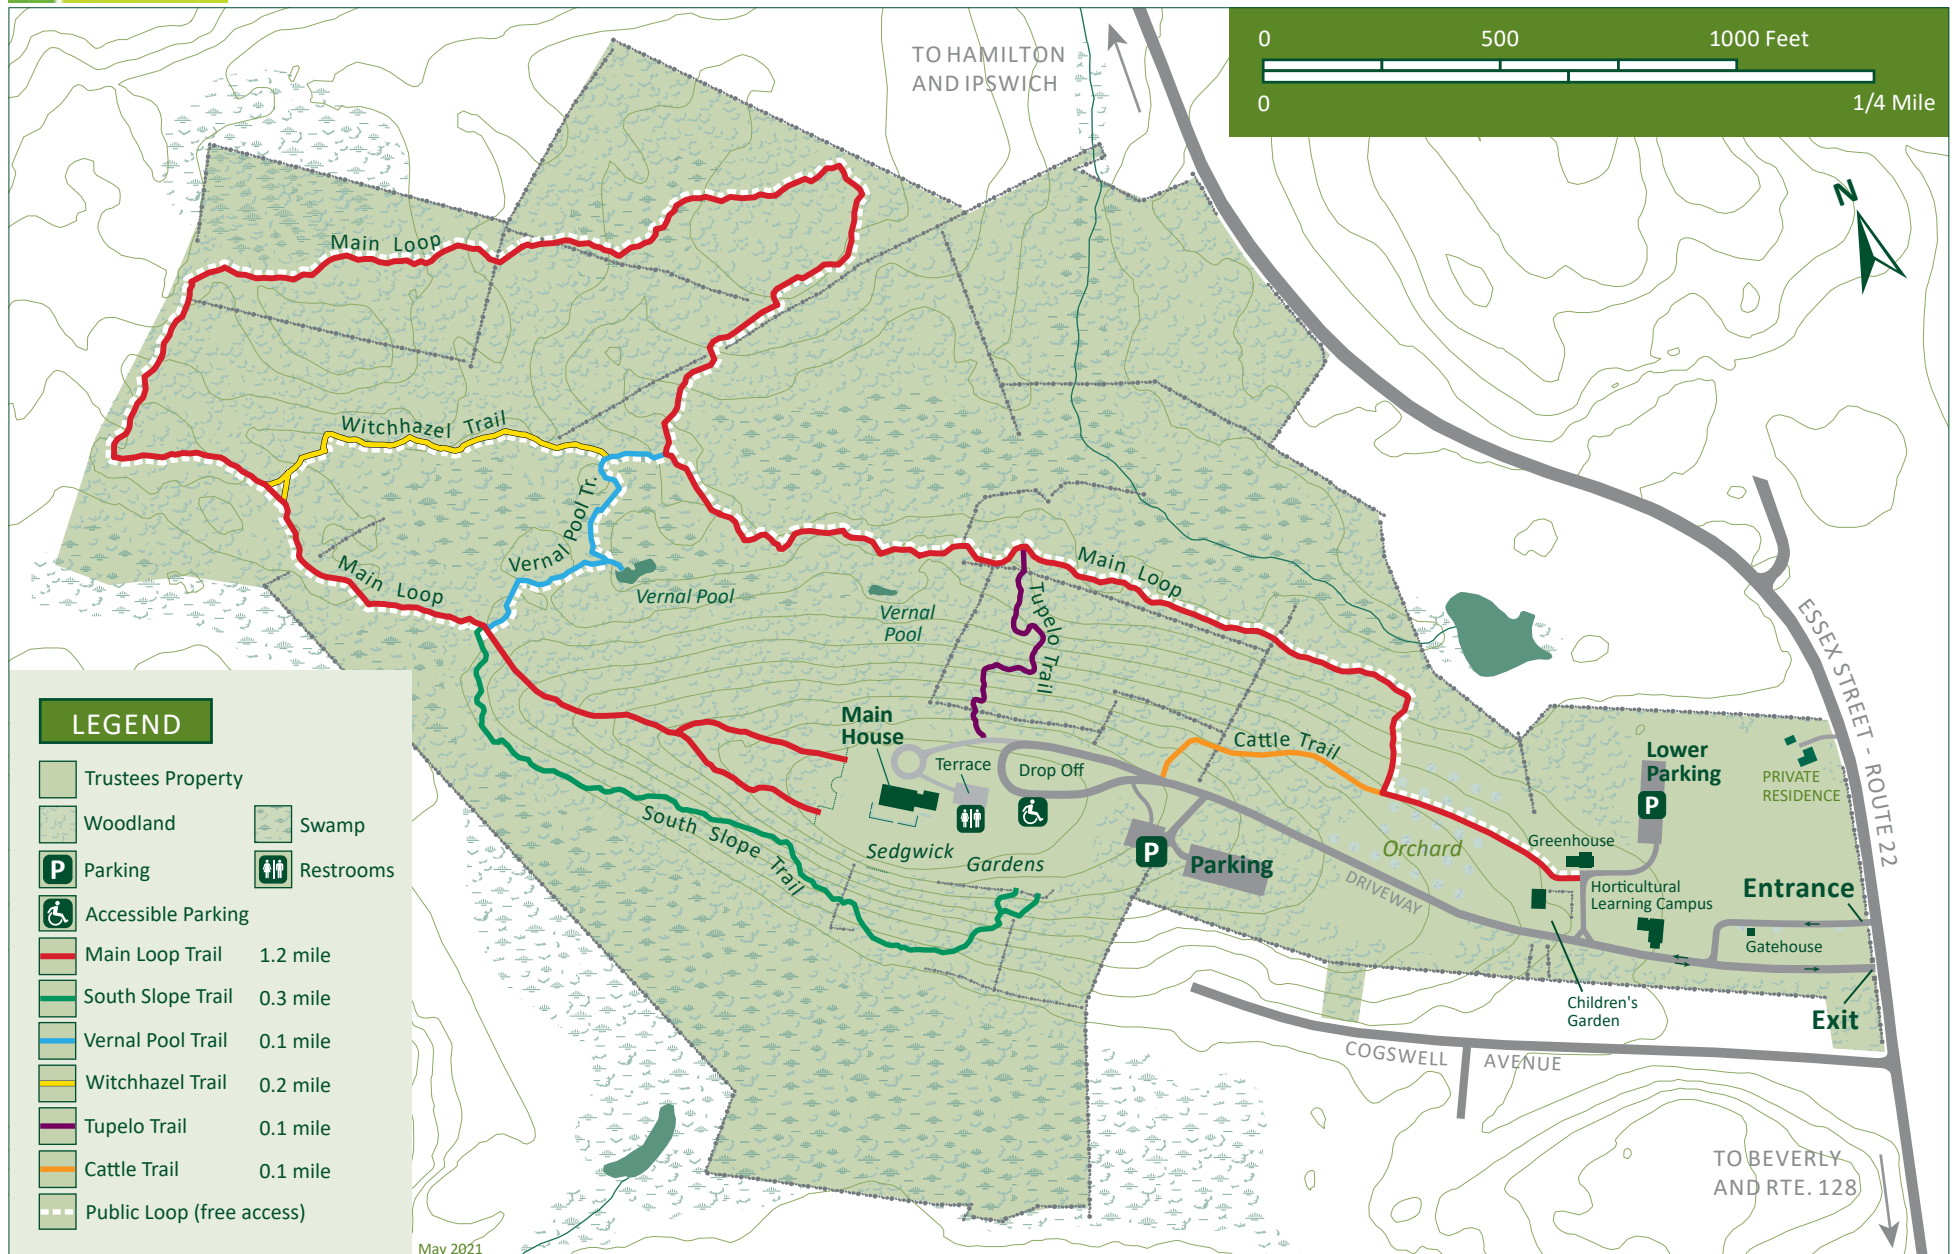 TO HAMILTON
AND IPSWICH
0
500
1000 Feet
0
1/4 Mile
N
Main Loop
Witchhazel Trail
Vernal Pool Tr.
Main Loop
Vernal Pool
Vernal
Pool
Main Loop
Tupelo Trail
ESSEX STREET - ROUTE 22
Main
House
Terrace
Drop Off
Cattle Trail
Lower
Parking
P
PRIVATE
RESIDENCE
South Slope Trail
Sedgwick
Gardens
P
Parking
Orchard
DRIVEWAY
Greenhouse
Horticultural
Learning Campus
Entrance
Gatehouse
Children's
Garden
Exit
COGSWELL AVENUE
TO BEVERLY
AND RTE. 128
LEGEND
Trustees Property
Woodland
Swamp
P Parking
Restrooms
Accessible Parking
Main Loop Trail 1.2 mile
South Slope Trail 0.3 mile
Vernal Pool Trail 0.1 mile
Witchhazel Trail 0.2 mile
Tupelo Trail 0.1 mile
Cattle Trail 0.1 mile
Public Loop (free access)
May 2021